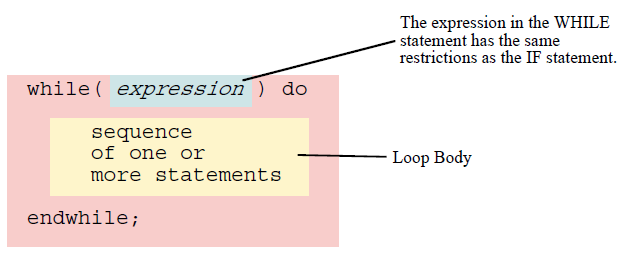 The expression in the WHILE
statement has the same
restrictions as the IF statement.
while( expression ) do
sequence
of one or
more statements
Loop Body
endwhile;